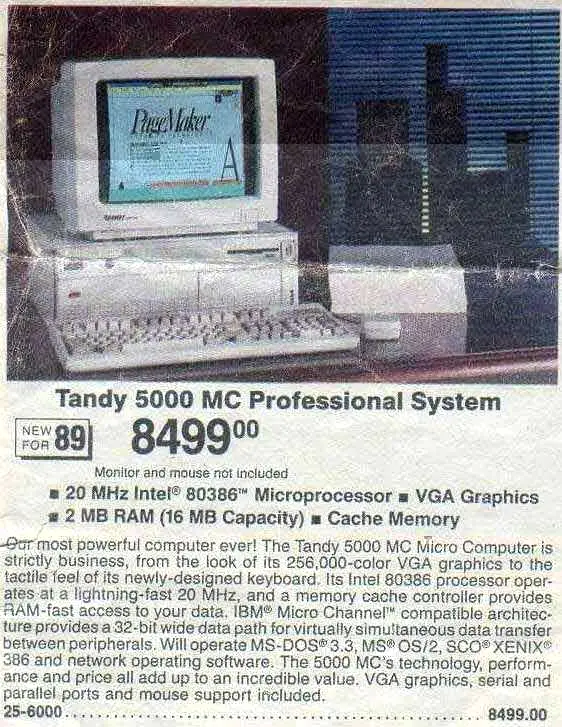 PageMaker
A
TANDY
Tandy 5000 MC Professional System
NEW FOR 89 8499⁰⁰
Monitor and mouse not included
■ 20 MHz Intel® 80386™ Microprocessor ■ VGA Graphics
■ 2 MB RAM (16 MB Capacity) ■ Cache Memory
Our most powerful computer ever! The Tandy 5000 MC Micro Computer is
strictly business, from the look of its 256,000-color VGA graphics to the
tactile feel of its newly-designed keyboard. Its Intel 80386 processor oper-
ates at a lightning-fast 20 MHz, and a memory cache controller provides
RAM-fast access to your data. IBM® Micro Channel™ compatible architec-
ture provides a 32-bit wide data path for virtually simultaneous data transfer
between peripherals. Will operate MS-DOS® 3.3, MS® OS/2, SCO® XENIX®
386 and network operating software. The 5000 MC's technology, perform-
ance and price all add up to an incredible value. VGA graphics, serial and
parallel ports and mouse support included.
25-6000 . . . . . . . . . . . . . . . . . . . . . . . . . . . . . . . . 8499.00